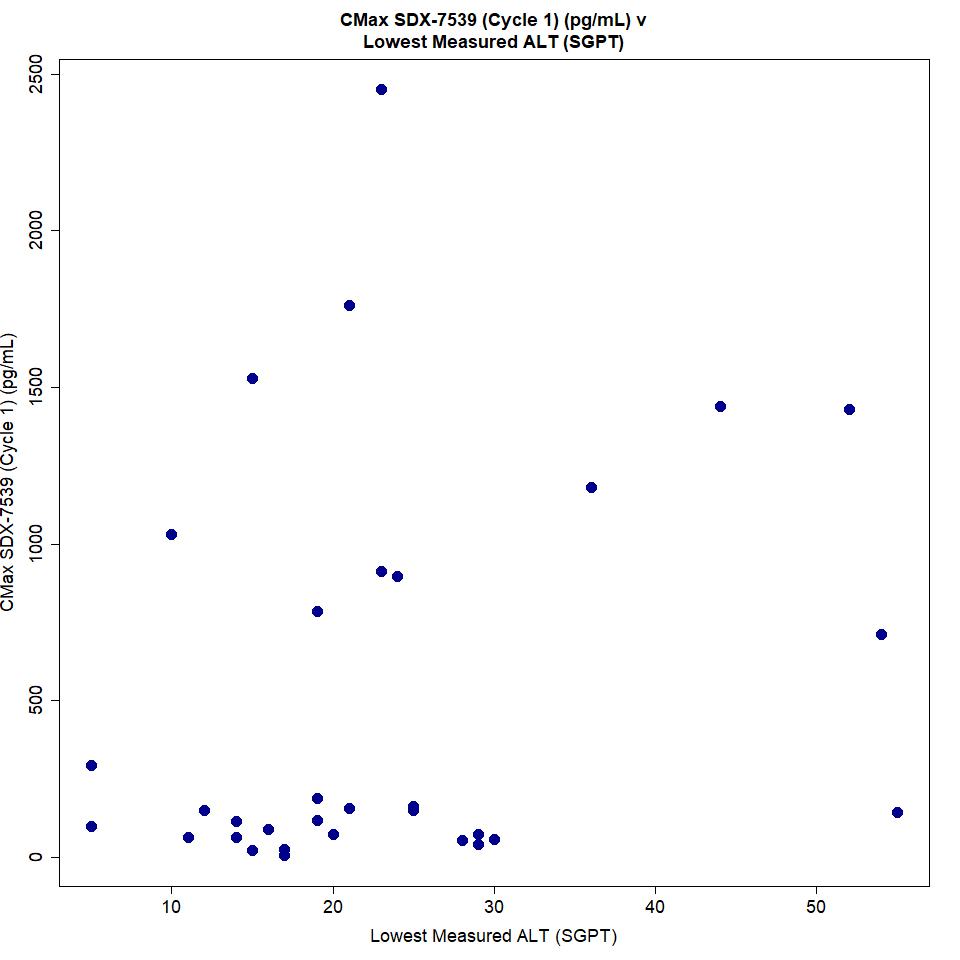 CMax SDX-7539 (Cycle 1) (pg/mL) v
Lowest Measured ALT (SGPT)
CMax SDX-7539 (Cycle 1) (pg/mL)
2500
2000
1500
1000
500
0
10 20 30 40 50
Lowest Measured ALT (SGPT)